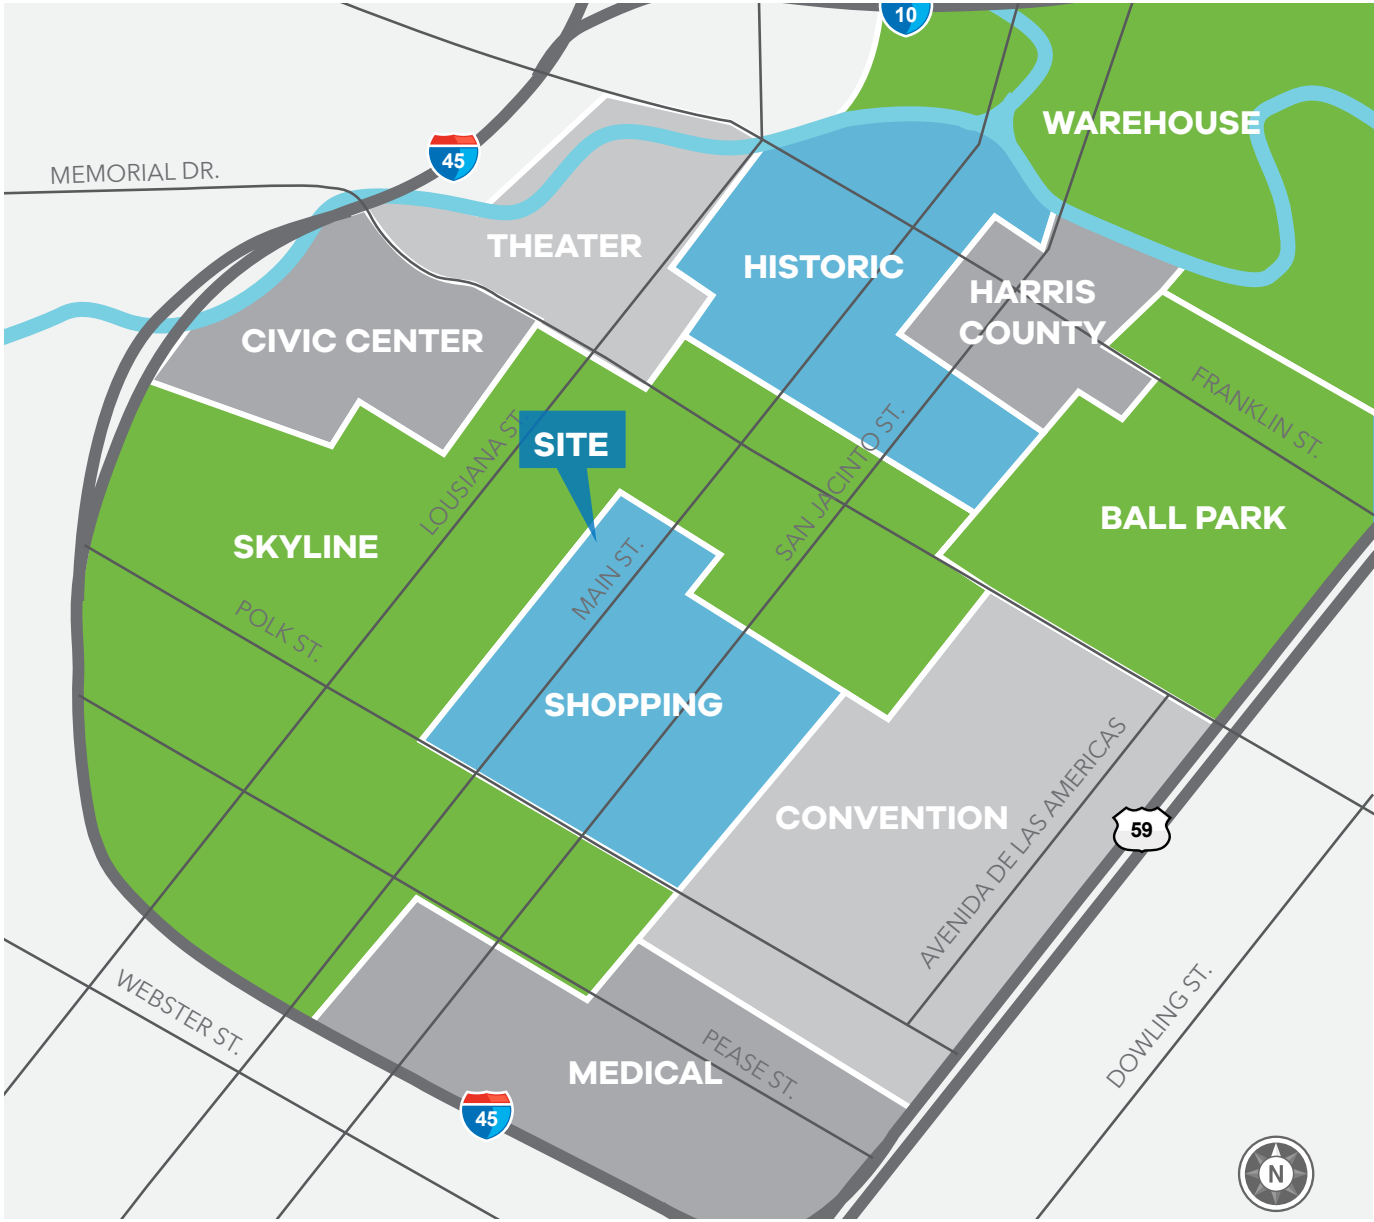 10
WAREHOUSE
45
MEMORIAL DR.
THEATER
HISTORIC
HARRIS
COUNTY
CIVIC CENTER
FRANKLIN ST.
LOUSIANA ST.
SITE
SAN JACINTO ST.
BALL PARK
SKYLINE
MAIN ST.
POLK ST.
SHOPPING
CONVENTION
AVENIDA DE LAS AMERICAS
59
WEBSTER ST.
DOWLING ST.
PEASE ST.
MEDICAL
45
N